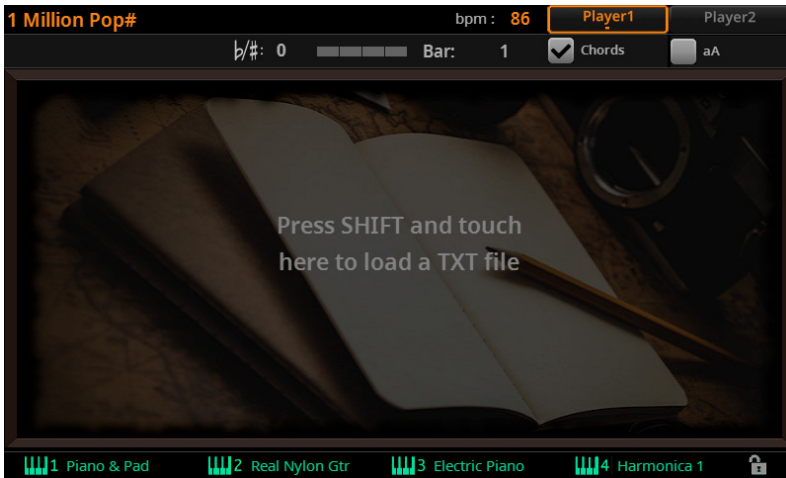 1 Million Pop# bpm : 86 Player1 Player2
♭/#: 0 Bar: 1 Chords aA
Press SHIFT and touch
here to load a TXT file
1 Piano & Pad 2 Real Nylon Gtr 3 Electric Piano 4 Harmonica 1